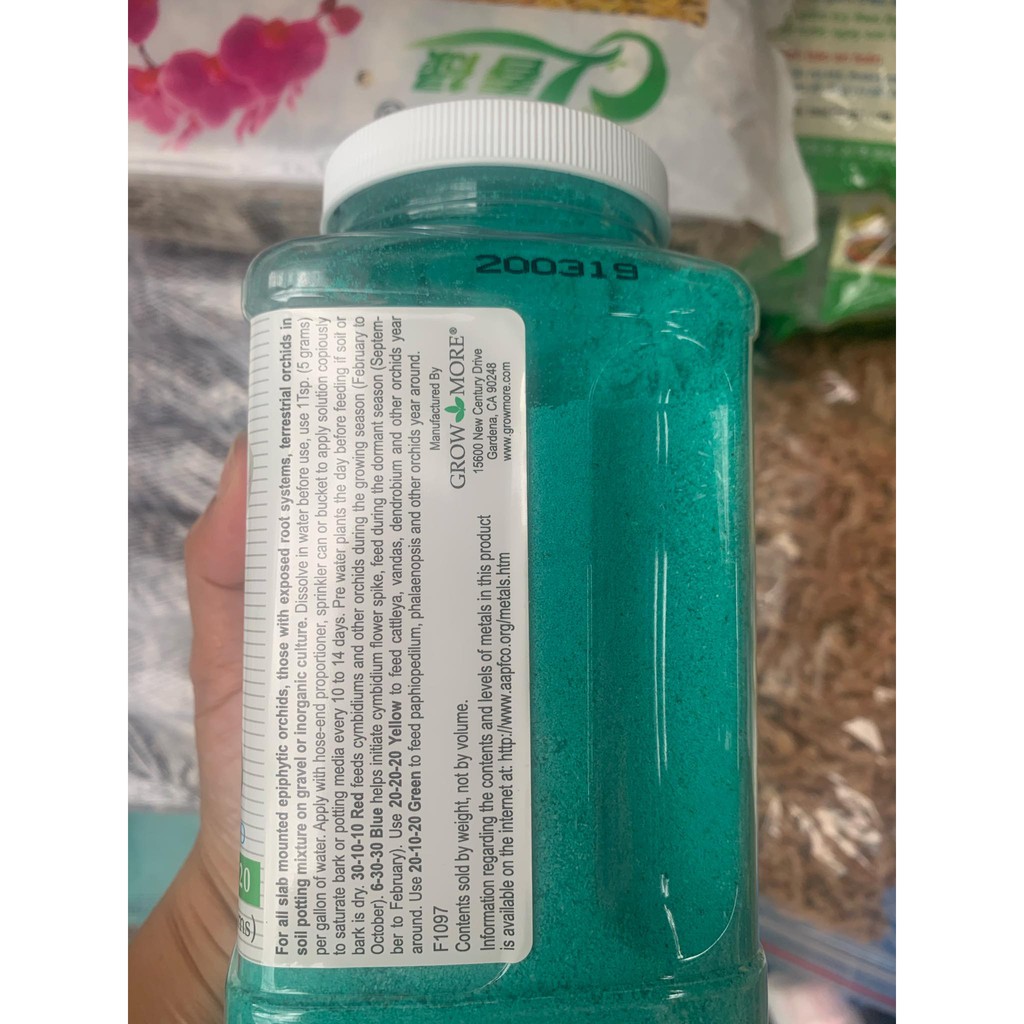 200319
For all slab mounted epiphytic orchids, those with exposed root systems, terrestrial orchids in
soil potting mixture on gravel or inorganic culture. Dissolve in water before use, use 1Tsp. (5 grams)
per gallon of water. Apply with hose-end proportioner, sprinkler can or bucket to apply solution copiously
to saturate bark or potting media every 10 to 14 days. Pre water plants the day before feeding if soil or
bark is dry. 30-10-10 Red feeds cymbidiums and other orchids during the growing season (February to
October). 6-30-30 Blue helps initiate cymbidium flower spike, feed during the dormant season (Septem-
ber to February). Use 20-20-20 Yellow to feed cattleya, vandas, dendrobium and other orchids year
around. Use 20-10-20 Green to feed paphiopedilum, phalaenopsis and other orchids year around.
F1097
Contents sold by weight, not by volume.
Information regarding the contents and levels of metals in this product
is available on the internet at: http://www.aapfco.org/metals.htm
Manufactured By
GROW MORE®
15600 New Century Drive
Gardena, CA 90248
www.growmore.com
20
ms)